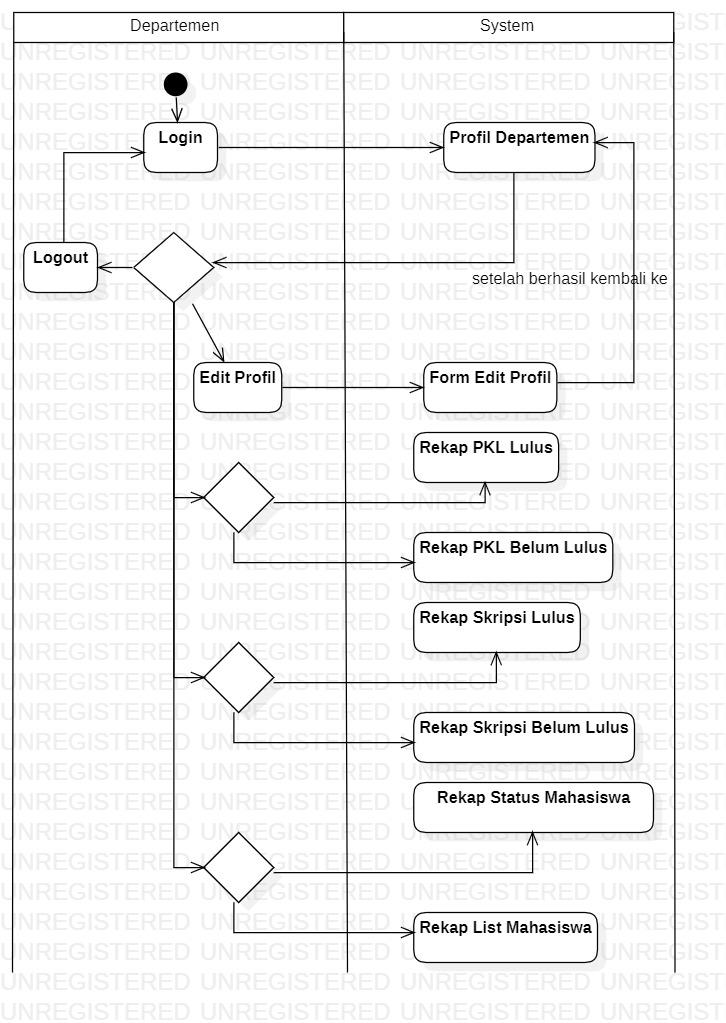 Departemen
System
Login
Profil Departemen
Logout
setelah berhasil kembali ke
Edit Profil
Form Edit Profil
Rekap PKL Lulus
Rekap PKL Belum Lulus
Rekap Skripsi Lulus
Rekap Skripsi Belum Lulus
Rekap Status Mahasiswa
Rekap List Mahasiswa
UNREGISTERED